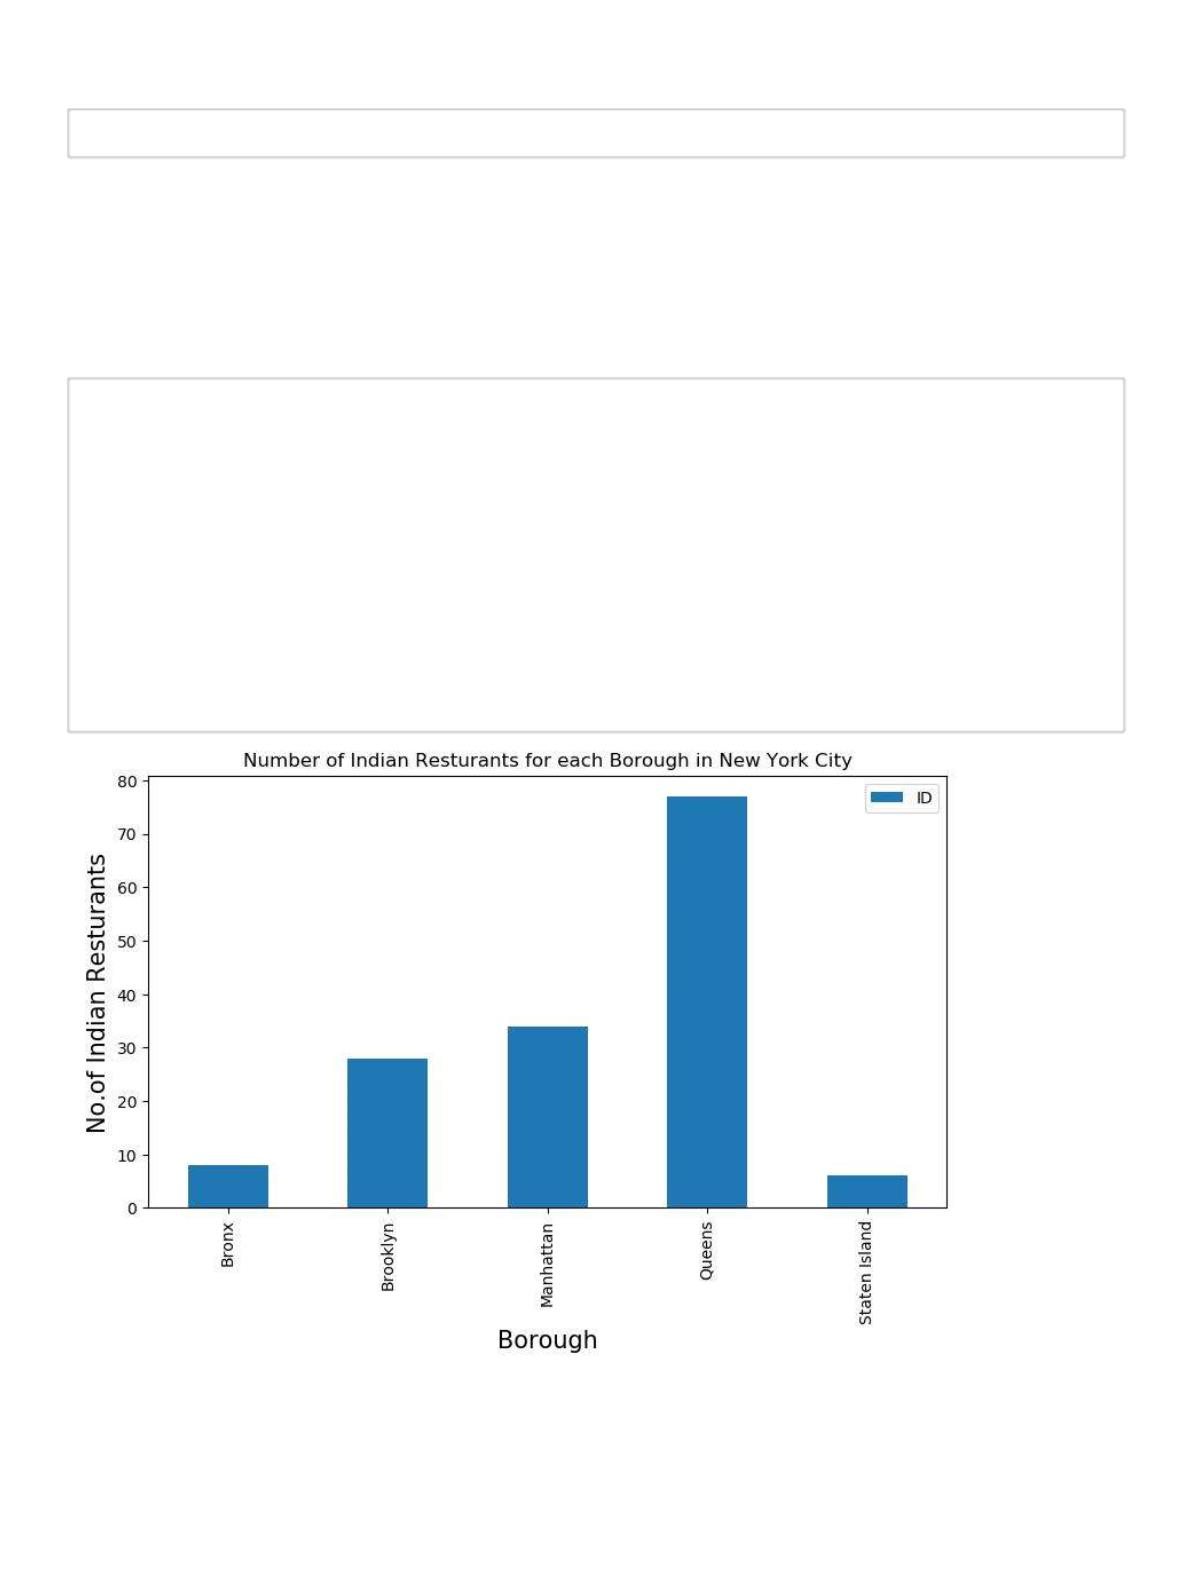 Number of Indian Resturants for each Borough in New York City
ID
No.of Indian Resturants
80
70
60
50
40
30
20
10
0
Bronx
Brooklyn
Manhattan
Queens
Staten Island
Borough